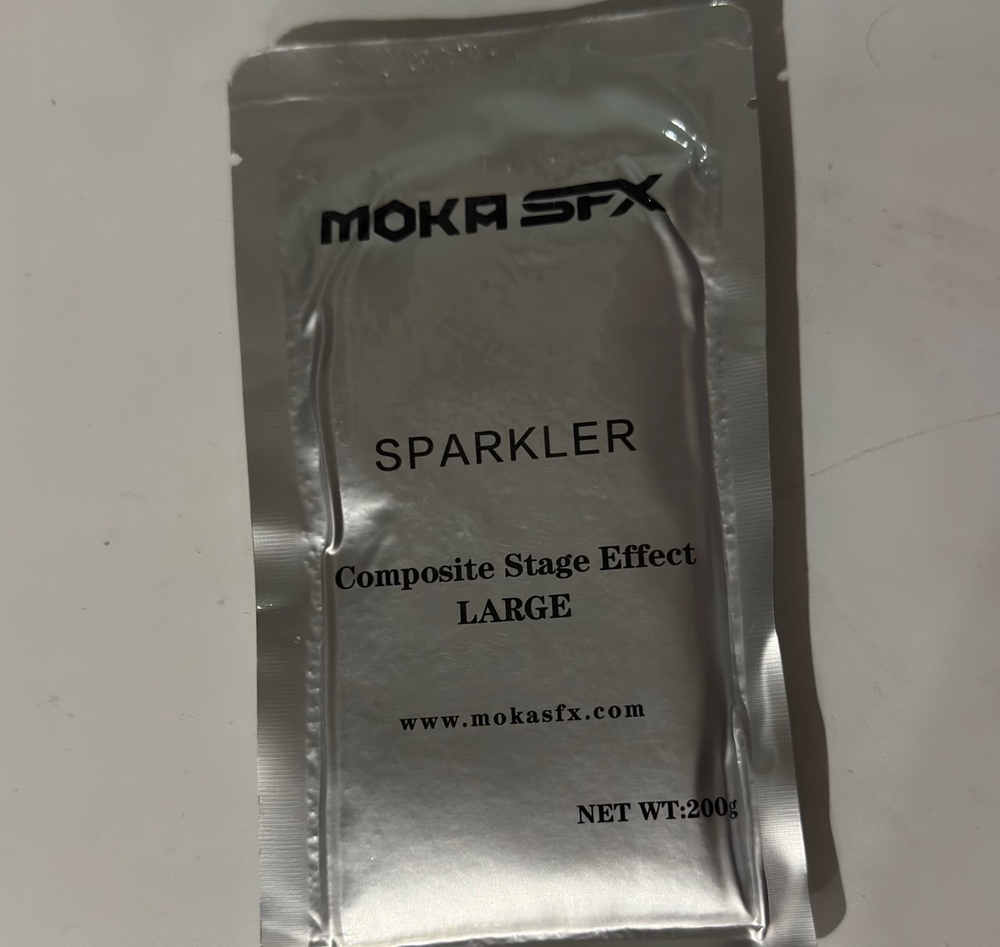 MOKA SFX
SPARKLER
Composite Stage Effect
LARGE
www.mokasfx.com
NET WT:200g